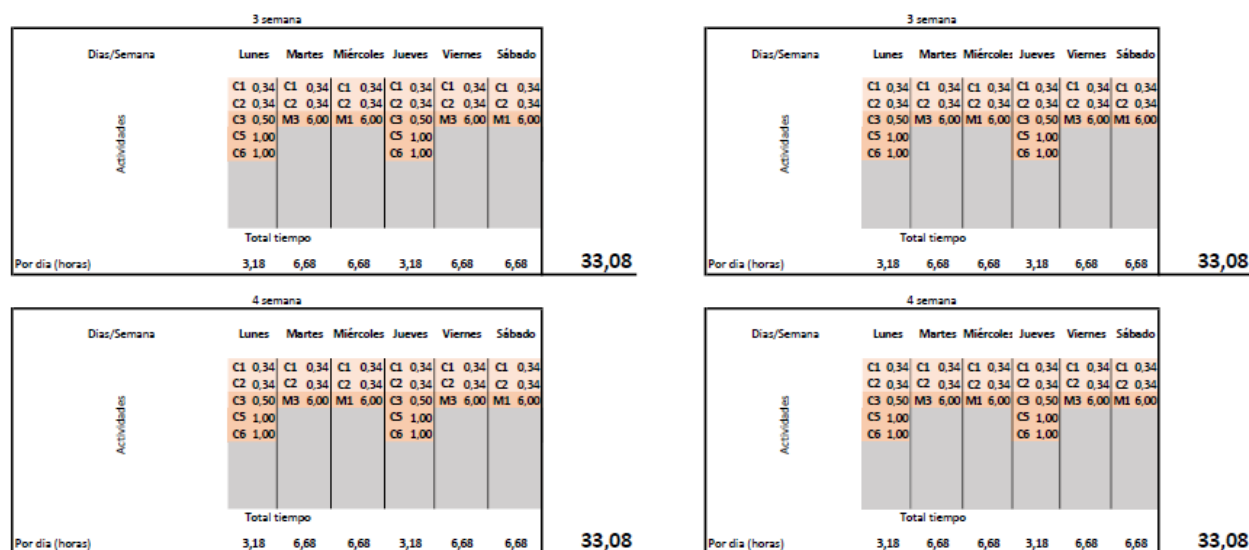 3 semana
Dias/Semana Lunes Martes Miércoles Jueves Viernes Sábado
C1 0,34 C1 0,34 C1 0,34 C1 0,34 C1 0,34 C1 0,34
C2 0,34 C2 0,34 C2 0,34 C2 0,34 C2 0,34 C2 0,34
C3 0,50 M3 6,00 M1 6,00 C3 0,50 M3 6,00 M1 6,00
C5 1,00 C5 1,00
C6 1,00 C6 1,00
Actividades
Total tiempo
Por dia (horas) 3,18 6,68 6,68 3,18 6,68 6,68 33,08
3 semana
Dias/Semana Lunes Martes Miércoles Jueves Viernes Sábado
C1 0,34 C1 0,34 C1 0,34 C1 0,34 C1 0,34 C1 0,34
C2 0,34 C2 0,34 C2 0,34 C2 0,34 C2 0,34 C2 0,34
C3 0,50 M3 6,00 M1 6,00 C3 0,50 M3 6,00 M1 6,00
C5 1,00 C5 1,00
C6 1,00 C6 1,00
Actividades
Total tiempo
Por dia (horas) 3,18 6,68 6,68 3,18 6,68 6,68 33,08
4 semana
Dias/Semana Lunes Martes Miércoles Jueves Viernes Sábado
C1 0,34 C1 0,34 C1 0,34 C1 0,34 C1 0,34 C1 0,34
C2 0,34 C2 0,34 C2 0,34 C2 0,34 C2 0,34 C2 0,34
C3 0,50 M3 6,00 M1 6,00 C3 0,50 M3 6,00 M1 6,00
C5 1,00 C5 1,00
C6 1,00 C6 1,00
Actividades
Total tiempo
Por dia (horas) 3,18 6,68 6,68 3,18 6,68 6,68 33,08
4 semana
Dias/Semana Lunes Martes Miércoles Jueves Viernes Sábado
C1 0,34 C1 0,34 C1 0,34 C1 0,34 C1 0,34 C1 0,34
C2 0,34 C2 0,34 C2 0,34 C2 0,34 C2 0,34 C2 0,34
C3 0,50 M3 6,00 M1 6,00 C3 0,50 M3 6,00 M1 6,00
C5 1,00 C5 1,00
C6 1,00 C6 1,00
Actividades
Total tiempo
Por dia (horas) 3,18 6,68 6,68 3,18 6,68 6,68 33,08